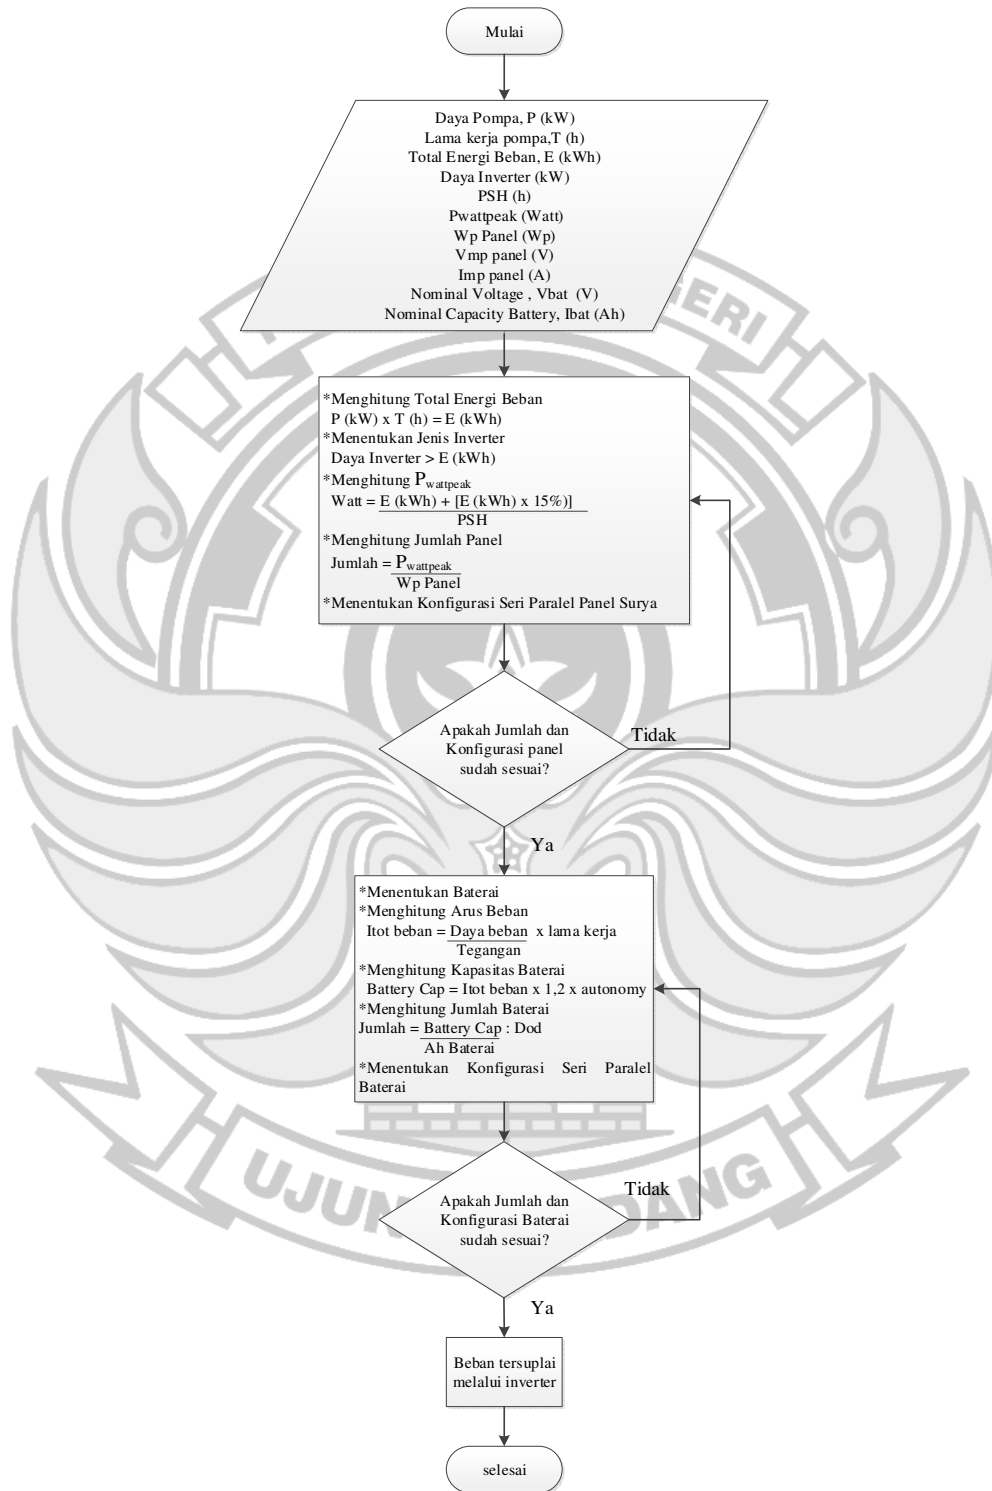 Mulai
Daya Pompa, P (kW)
Lama kerja pompa,T (h)
Total Energi Beban, E (kWh)
Daya Inverter (kW)
PSH (h)
Pwattpeak (Watt)
Wp Panel (Wp)
Vmp panel (V)
Imp panel (A)
Nominal Voltage , Vbat (V)
Nominal Capacity Battery, Ibat (Ah)
*Menghitung Total Energi Beban
P (kW) x T (h) = E (kWh)
*Menentukan Jenis Inverter
Daya Inverter > E (kWh)
*Menghitung Pwattpeak
Watt = E (kWh) + [E (kWh) x 15%)]
PSH
*Menghitung Jumlah Panel
Jumlah = Pwattpeak
Wp Panel
*Menentukan Konfigurasi Seri Paralel Panel Surya
Apakah Jumlah dan
Konfigurasi panel
sudah sesuai?
Tidak
Ya
*Menentukan Baterai
*Menghitung Arus Beban
Itot beban = Daya beban x lama kerja
Tegangan
*Menghitung Kapasitas Baterai
Battery Cap = Itot beban x 1,2 x autonomy
*Menghitung Jumlah Baterai
Jumlah = Battery Cap : Dod
Ah Baterai
*Menentukan Konfigurasi Seri Paralel
Baterai
Apakah Jumlah dan
Konfigurasi Baterai
sudah sesuai?
Tidak
Ya
Beban tersuplai
melalui inverter
selesai